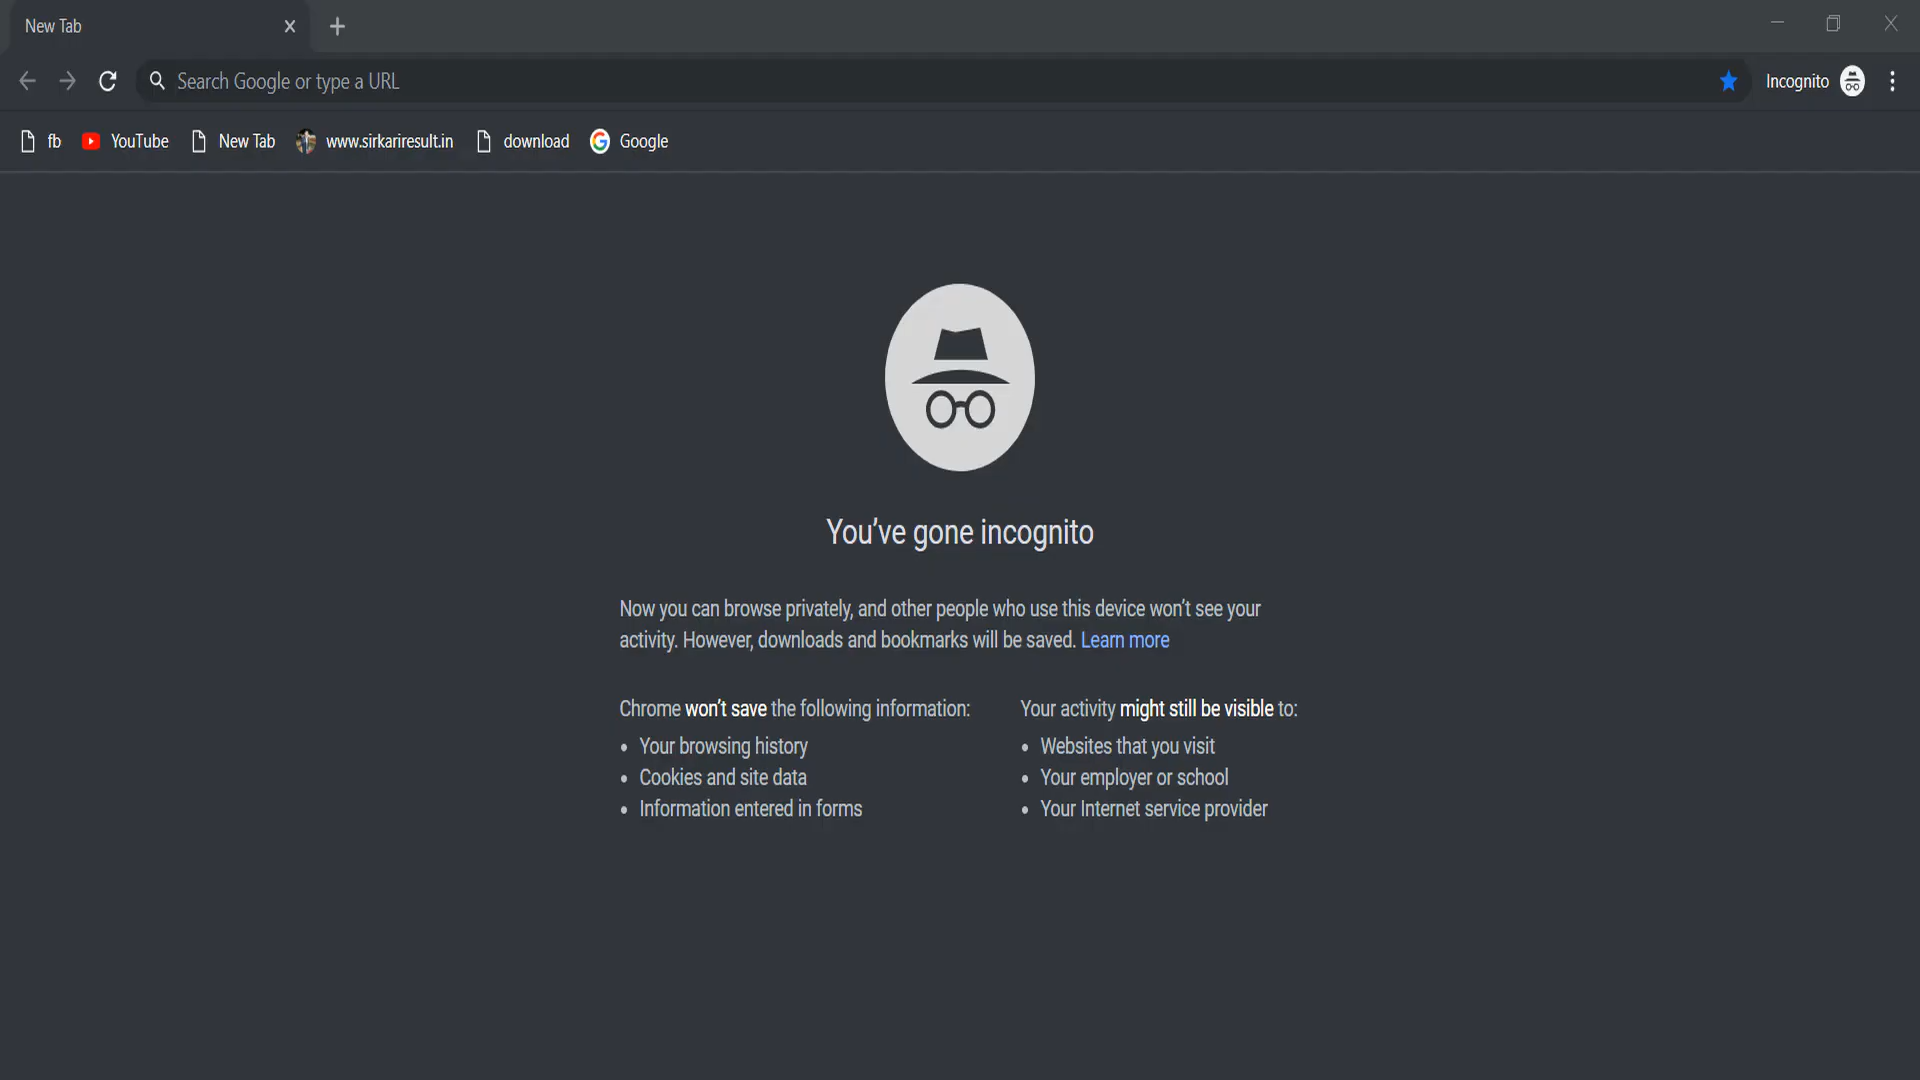 New Tab
Search Google or type a URL
Incognito
fb
YouTube
New Tab
www.sirkariresult.in
download
Google
You've gone incognito
Now you can browse privately, and other people who use this device won't see your
activity. However, downloads and bookmarks will be saved. Learn more
Chrome won't save the following information:
• Your browsing history
• Cookies and site data
• Information entered in forms
Your activity might still be visible to:
• Websites that you visit
• Your employer or school
• Your Internet service provider